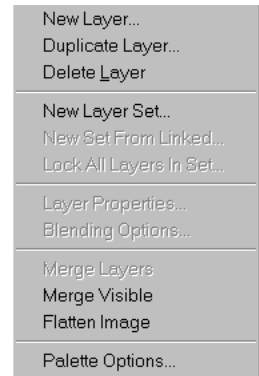 New Layer...
Duplicate Layer...
Delete Layer
New Layer Set...
New Set From Linked...
Lock All Layers In Set...
Layer Properties...
Blending Options...
Merge Layers
Merge Visible
Flatten Image
Palette Options...